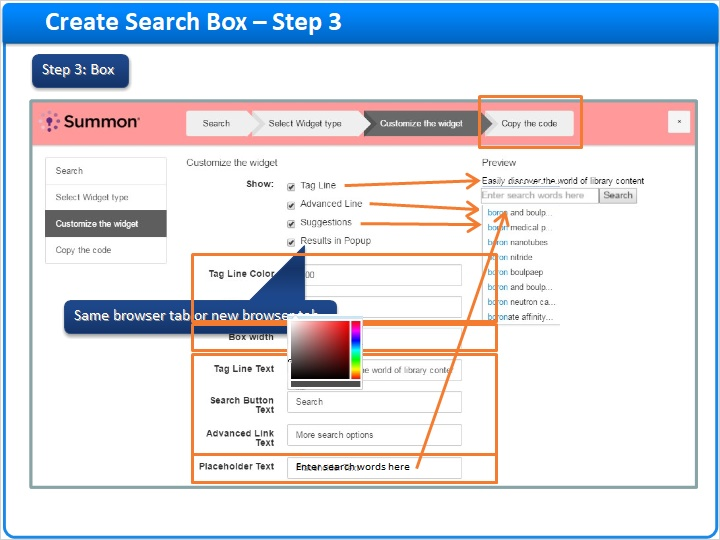 Create Search Box – Step 3
Step 3: Box
Summon
Search
Select Widget type
Customize the widget
Copy the code
×
Search
Select Widget type
Customize the widget
Copy the code
Customize the widget
Show:
Tag Line
Advanced Line
Suggestions
Results in Popup
Preview
Easily discover the world of library content
Enter search words here
Search
boron and boulp...
boron medical p...
boron nanotubes
boron nitride
boron boulpaep
boron and boulp...
boron neutron ca...
boronate affinity...
Tag Line Color
Same browser tab or new browser tab
Box width
Tag Line Text
the world of library conte
Search Button Text
Search
Advanced Link Text
More search options
Placeholder Text
Enter search words here